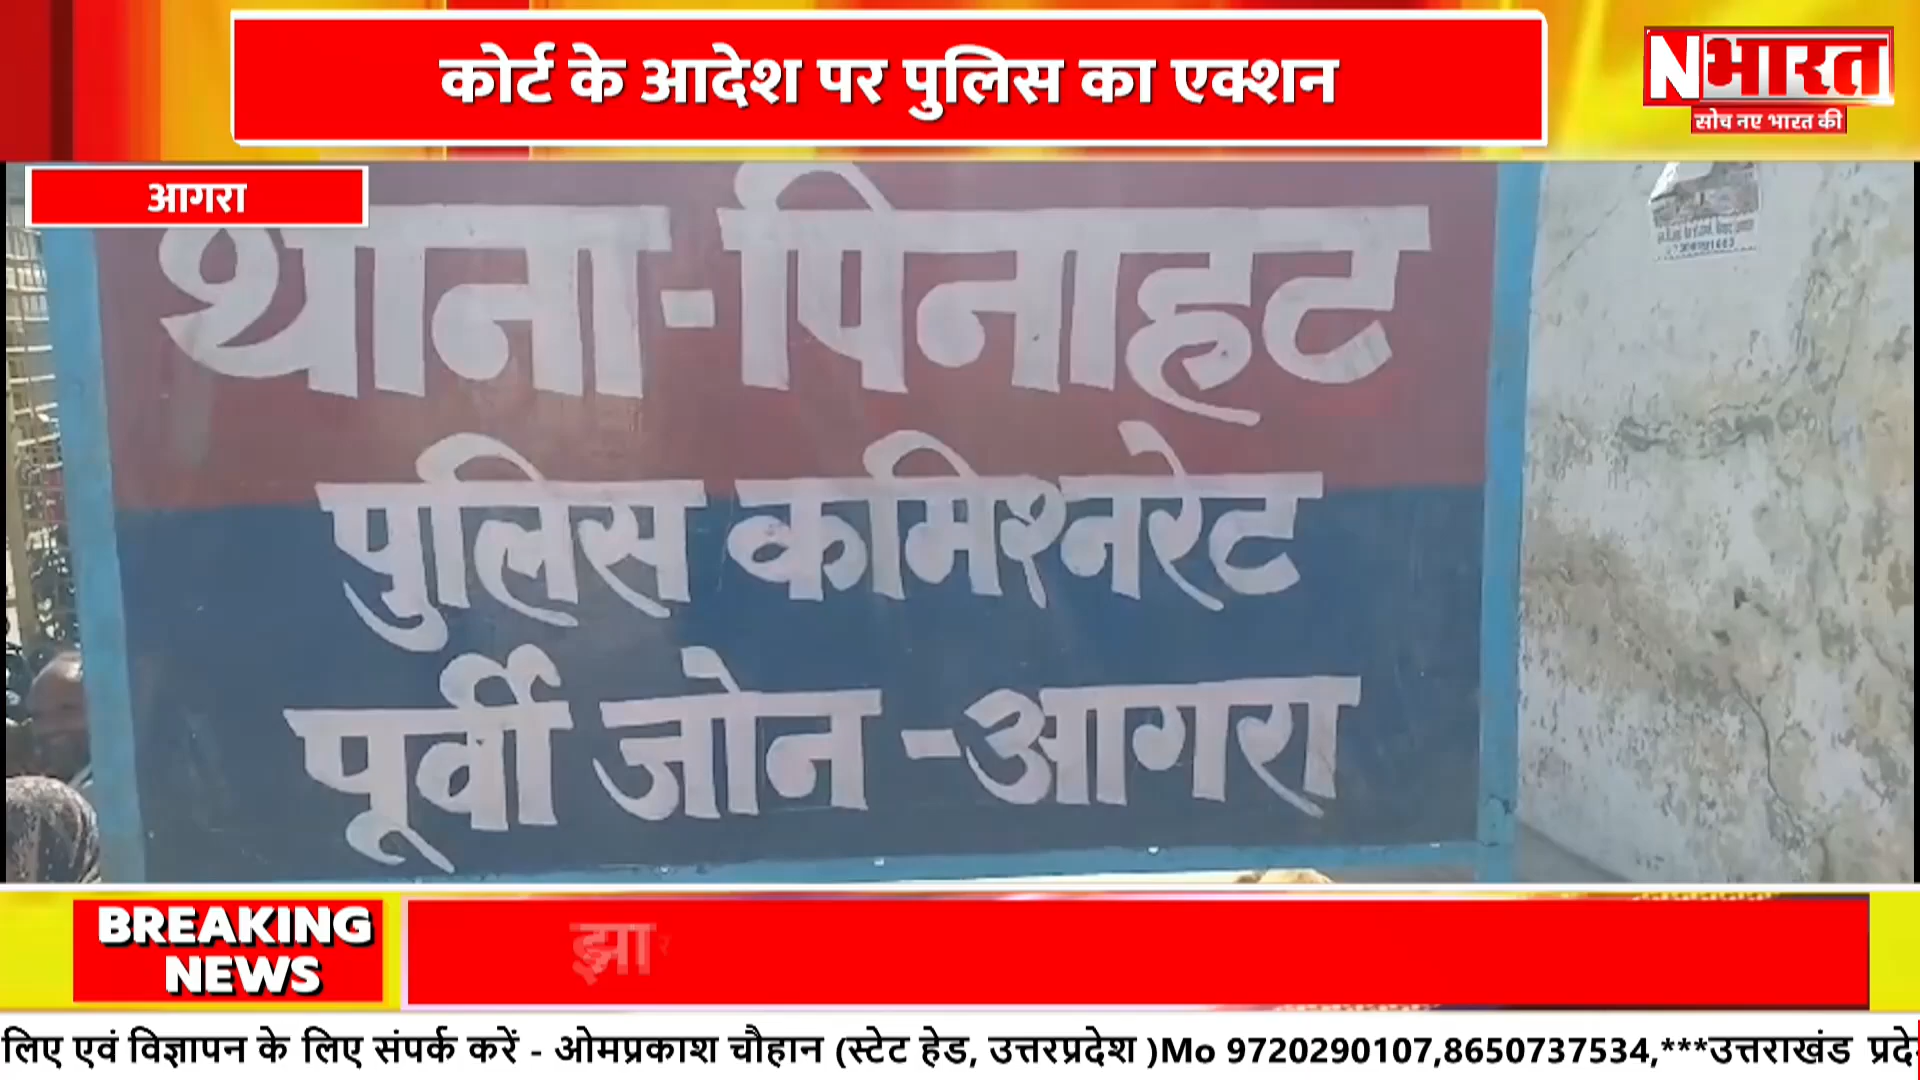 कोर्ट के आदेश पर पुलिस का एक्शन
Nभारत
सोच नए भारत की
आगरा
थाना-पिनाहट
पुलिस कमिश्नरेट
पूर्वी जोन -आगरा
BREAKING
NEWS
झा
लिए एवं विज्ञापन के लिए संपर्क करें - ओमप्रकाश चौहान (स्टेट हेड, उत्तरप्रदेश )Mo 9720290107,8650737534,***उत्तराखंड